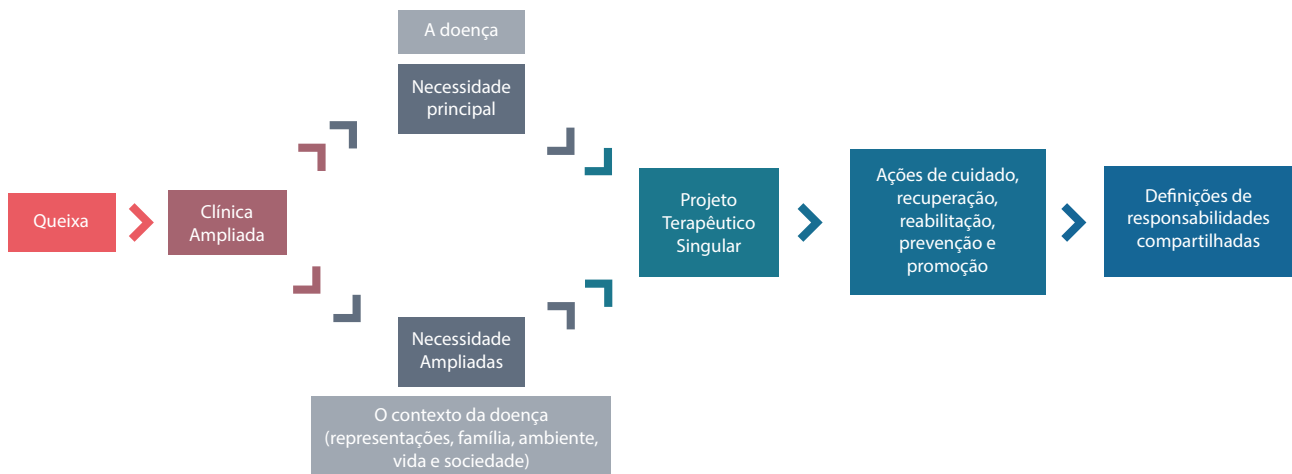 Queixa
Clínica
Ampliada
A doença
Necessidade
principal
Necessidade
Ampliadas
O contexto da doença
(representações, família, ambiente,
vida e sociedade)
Projeto
Terapêutico
Singular
Ações de cuidado,
recuperação,
reabilitação,
prevenção e
promoção
Definições de
responsabilidades
compartilhadas